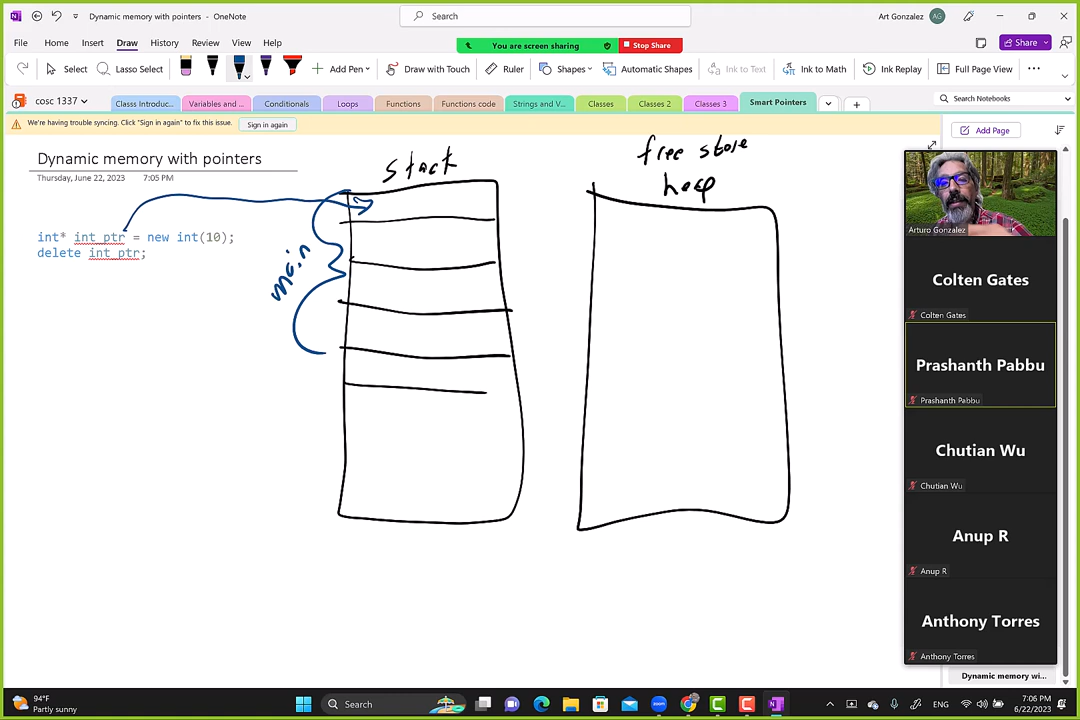 Dynamic memory with pointers - OneNote
Search
Art Gonzalez
AG
File Home Insert Draw History Review View Help
You are screen sharing
Stop Share
Share
Select
Lasso Select
Add Pen
Draw with Touch
Ruler
Shapes
Automatic Shapes
Ink to Text
Ink to Math
Ink Replay
Full Page View
cosc 1337
Classs Introduc...
Variables and ...
Conditionals
Loops
Functions
Functions code
Strings and V...
Classes
Classes 2
Classes 3
Smart Pointers
Search Notebooks
We're having trouble syncing. Click "Sign in again" to fix this issue.
Sign in again
Add Page
Dynamic memory with pointers
Thursday, June 22, 2023 7:05 PM
int* int_ptr = new int(10);
delete int_ptr;
stack
main
free store
heap
Arturo Gonzalez
Colten Gates
Colten Gates
Prashanth Pabbu
Prashanth Pabbu
Chutian Wu
Chutian Wu
Anup R
Anup R
Anthony Torres
Anthony Torres
Dynamic memory wi...
94°F
Partly sunny
Search
zoom
ENG
7:06 PM
6/22/2023